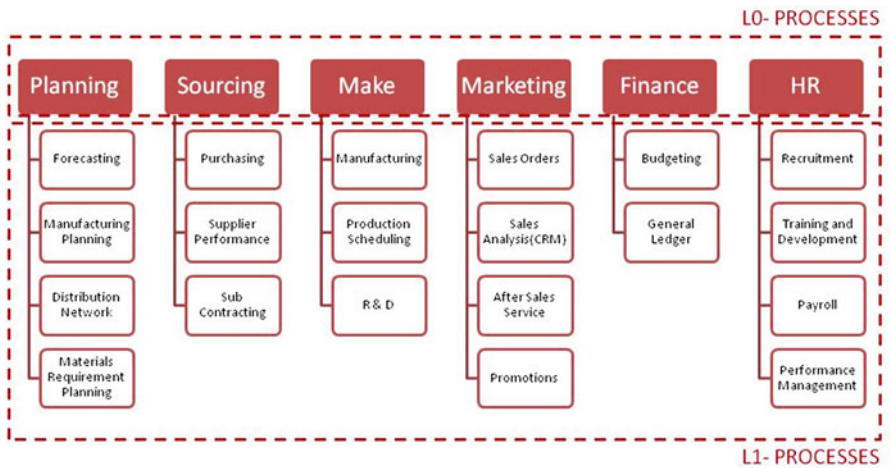 L0- PROCESSES
Planning
Sourcing
Make
Marketing
Finance
HR
Forecasting
Manufacturing
Planning
Distribution
Network
Materials
Requirement
Planning
Purchasing
Supplier
Performance
Sub
Contracting
Manufacturing
Production
Scheduling
R & D
Sales Orders
Sales
Analysis(CRM)
After Sales
Service
Promotions
Budgeting
General
Ledger
Recruitment
Training and
Development
Payroll
Performance
Management
L1- PROCESSES